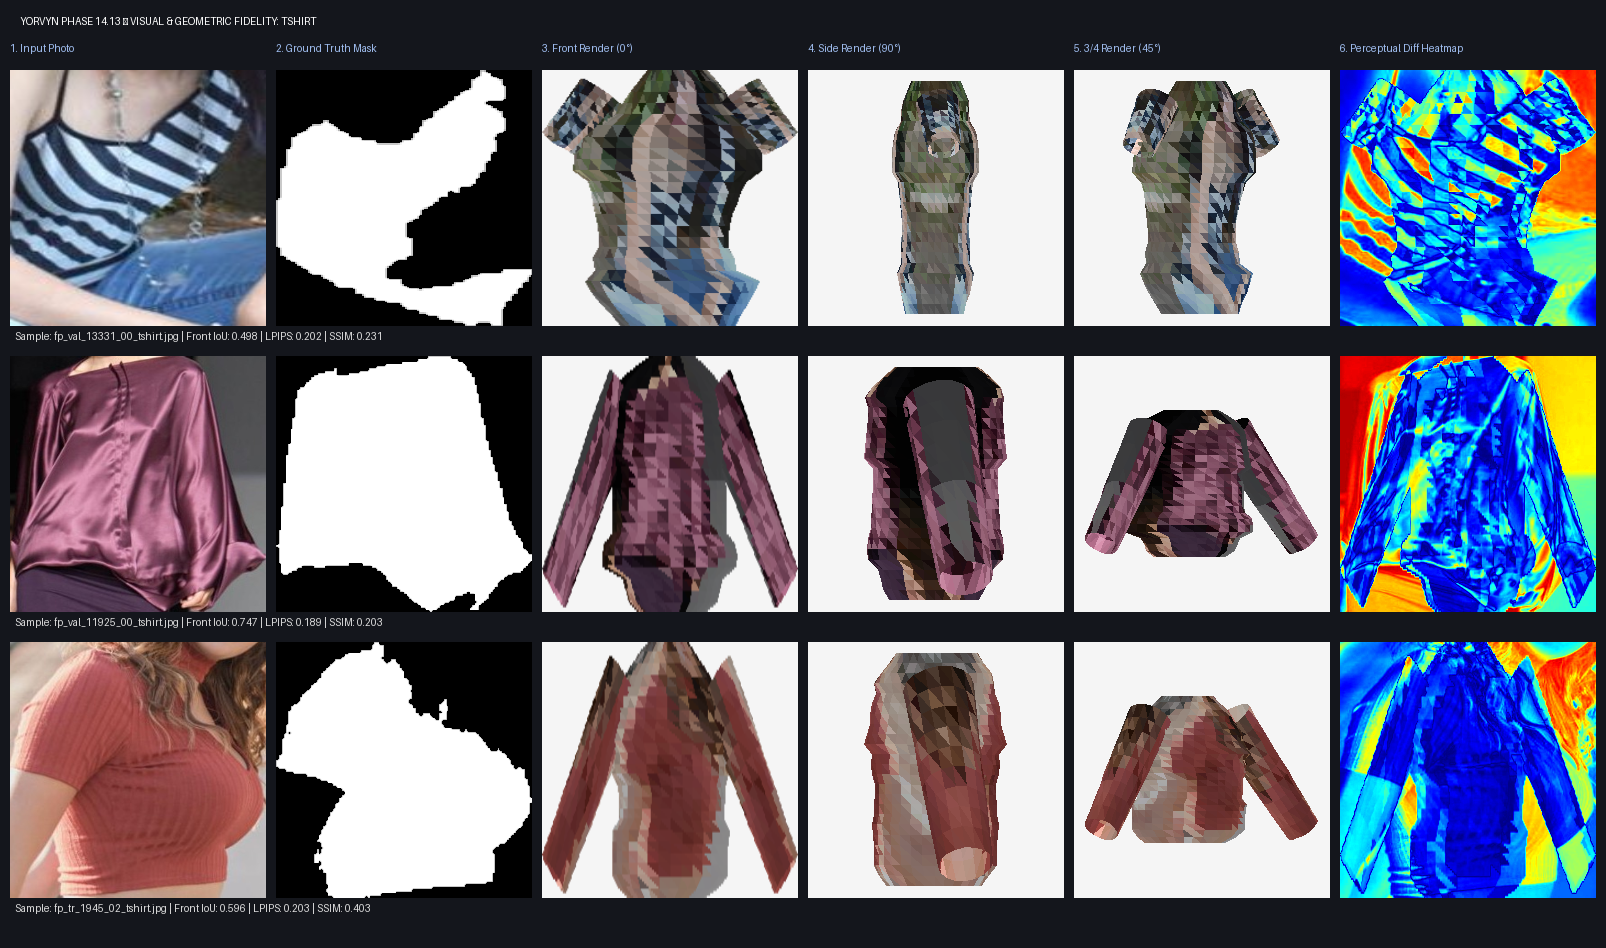 YORVYN PHASE 14.13 ▯ VISUAL & GEOMETRIC FIDELITY: TSHIRT
1. Input Photo
2. Ground Truth Mask
3. Front Render (0°)
4. Side Render (90°)
5. 3/4 Render (45°)
6. Perceptual Diff Heatmap
Sample: fp_val_13331_00_tshirt.jpg | Front IoU: 0.498 | LPIPS: 0.202 | SSIM: 0.231
Sample: fp_val_11925_00_tshirt.jpg | Front IoU: 0.747 | LPIPS: 0.189 | SSIM: 0.203
Sample: fp_tr_1945_02_tshirt.jpg | Front IoU: 0.596 | LPIPS: 0.203 | SSIM: 0.403